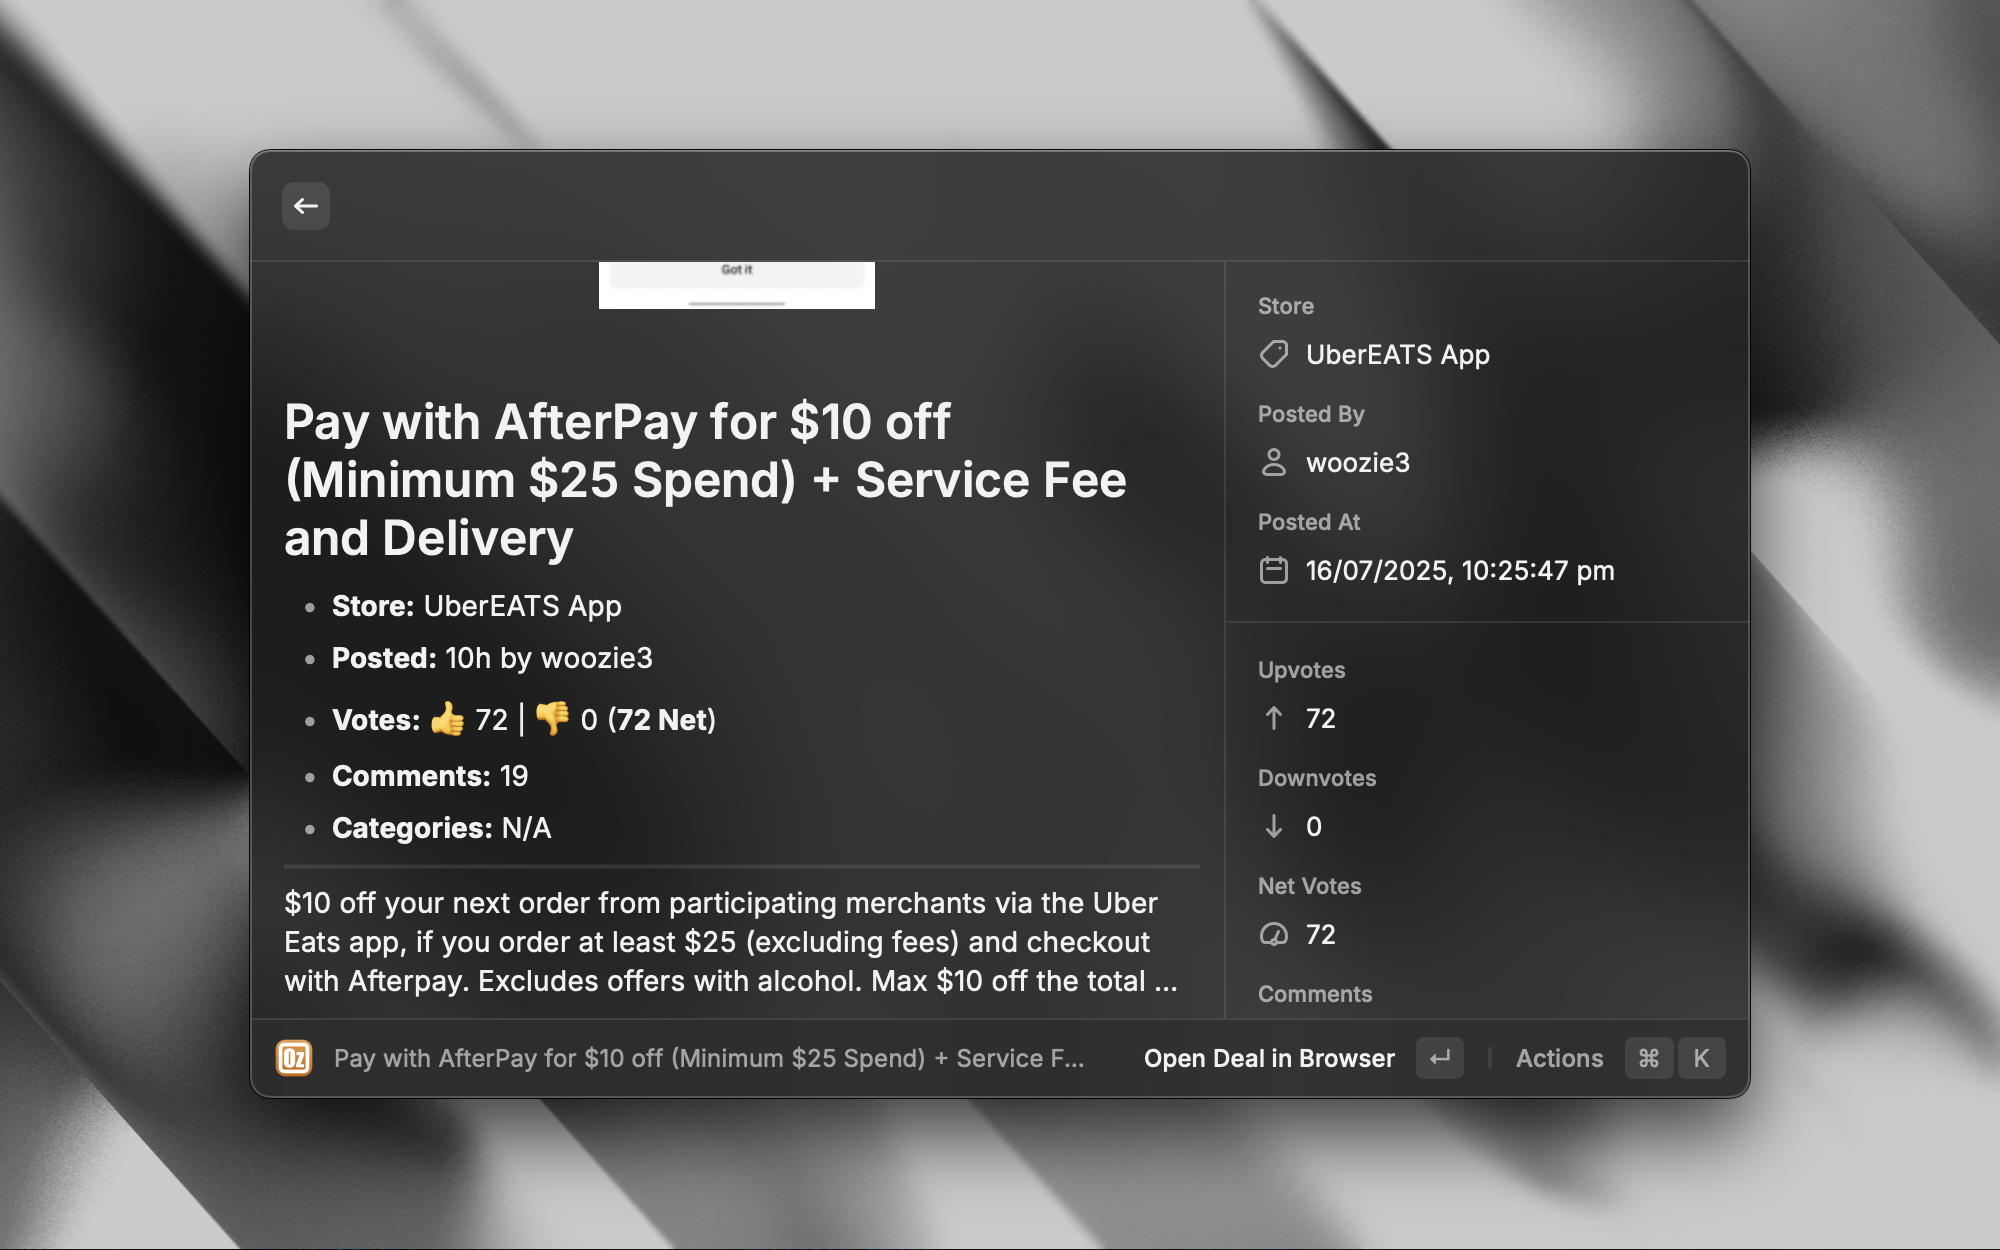 Got it
Pay with AfterPay for $10 off
(Minimum $25 Spend) + Service Fee
and Delivery
• Store: UberEATS App
• Posted: 10h by woozie3
• Votes: 👍 72 | 👎 0 (72 Net)
• Comments: 19
• Categories: N/A
$10 off your next order from participating merchants via the Uber
Eats app, if you order at least $25 (excluding fees) and checkout
with Afterpay. Excludes offers with alcohol. Max $10 off the total ...
Store
UberEATS App
Posted By
woozie3
Posted At
16/07/2025, 10:25:47 pm
Upvotes
72
Downvotes
0
Net Votes
72
Comments
Oz
Pay with AfterPay for $10 off (Minimum $25 Spend) + Service F...
Open Deal in Browser ↵
Actions ⌘ K